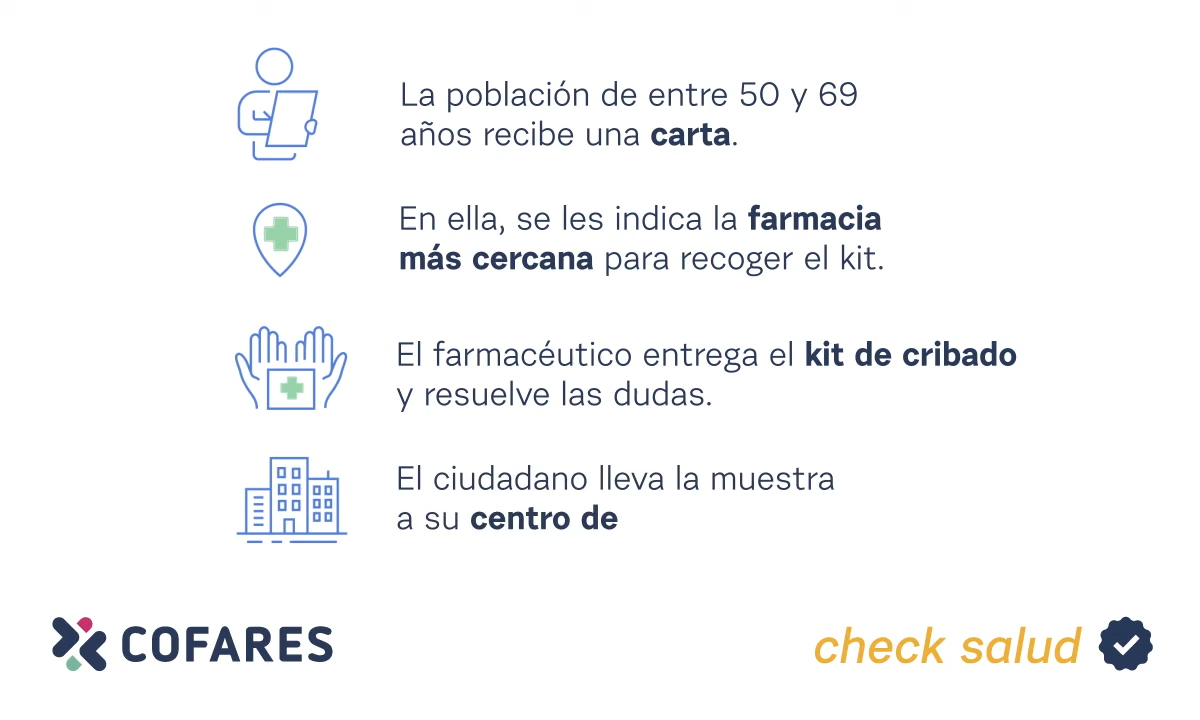 La población de entre 50 y 69
años recibe una carta.
En ella, se les indica la farmacia
más cercana para recoger el kit.
El farmacéutico entrega el kit de cribado
y resuelve las dudas.
El ciudadano lleva la muestra
a su centro de
COFARES
check salud